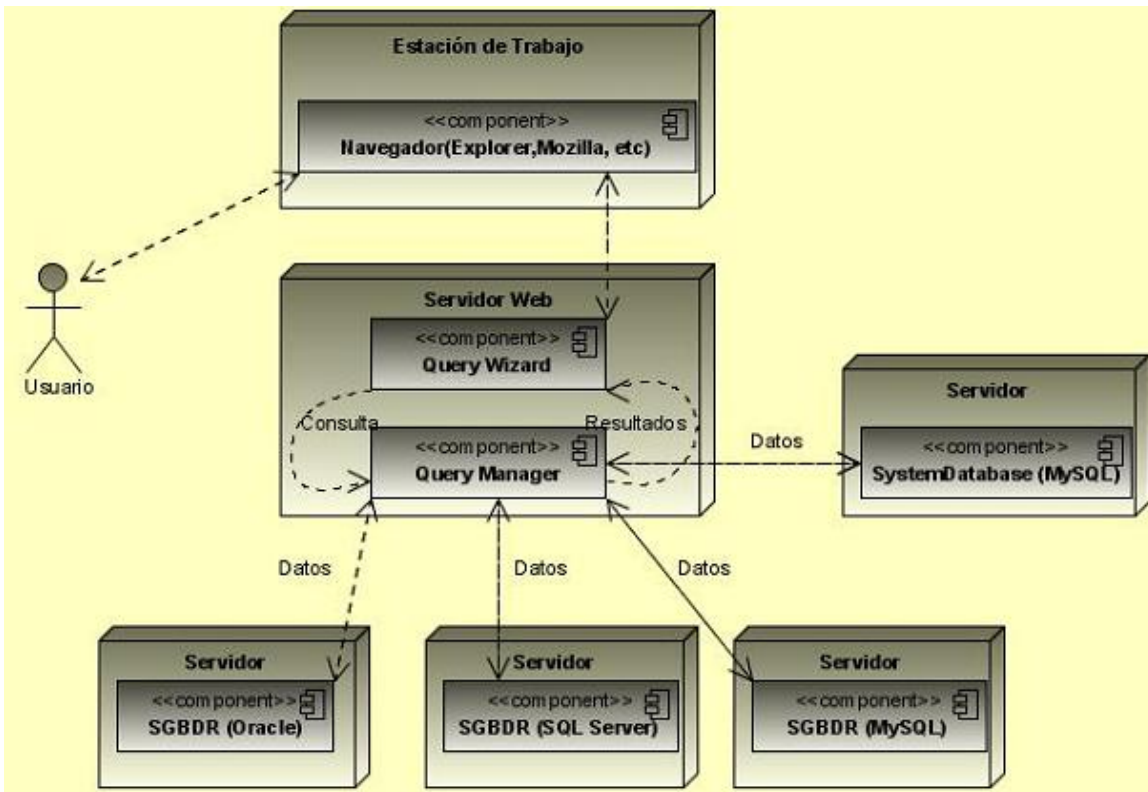 Estación de Trabajo
<<component>>
Navegador(Explorer,Mozilla, etc)
Usuario
Servidor Web
<<component>>
Query Wizard
Consulta
Resultados
<<component>>
Query Manager
Datos
Servidor
<<component>>
SystemDatabase (MySQL)
Datos
Datos
Datos
Servidor
<<component>>
SGBDR (Oracle)
Servidor
<<component>>
SGBDR (SQL Server)
Servidor
<<component>>
SGBDR (MySQL)